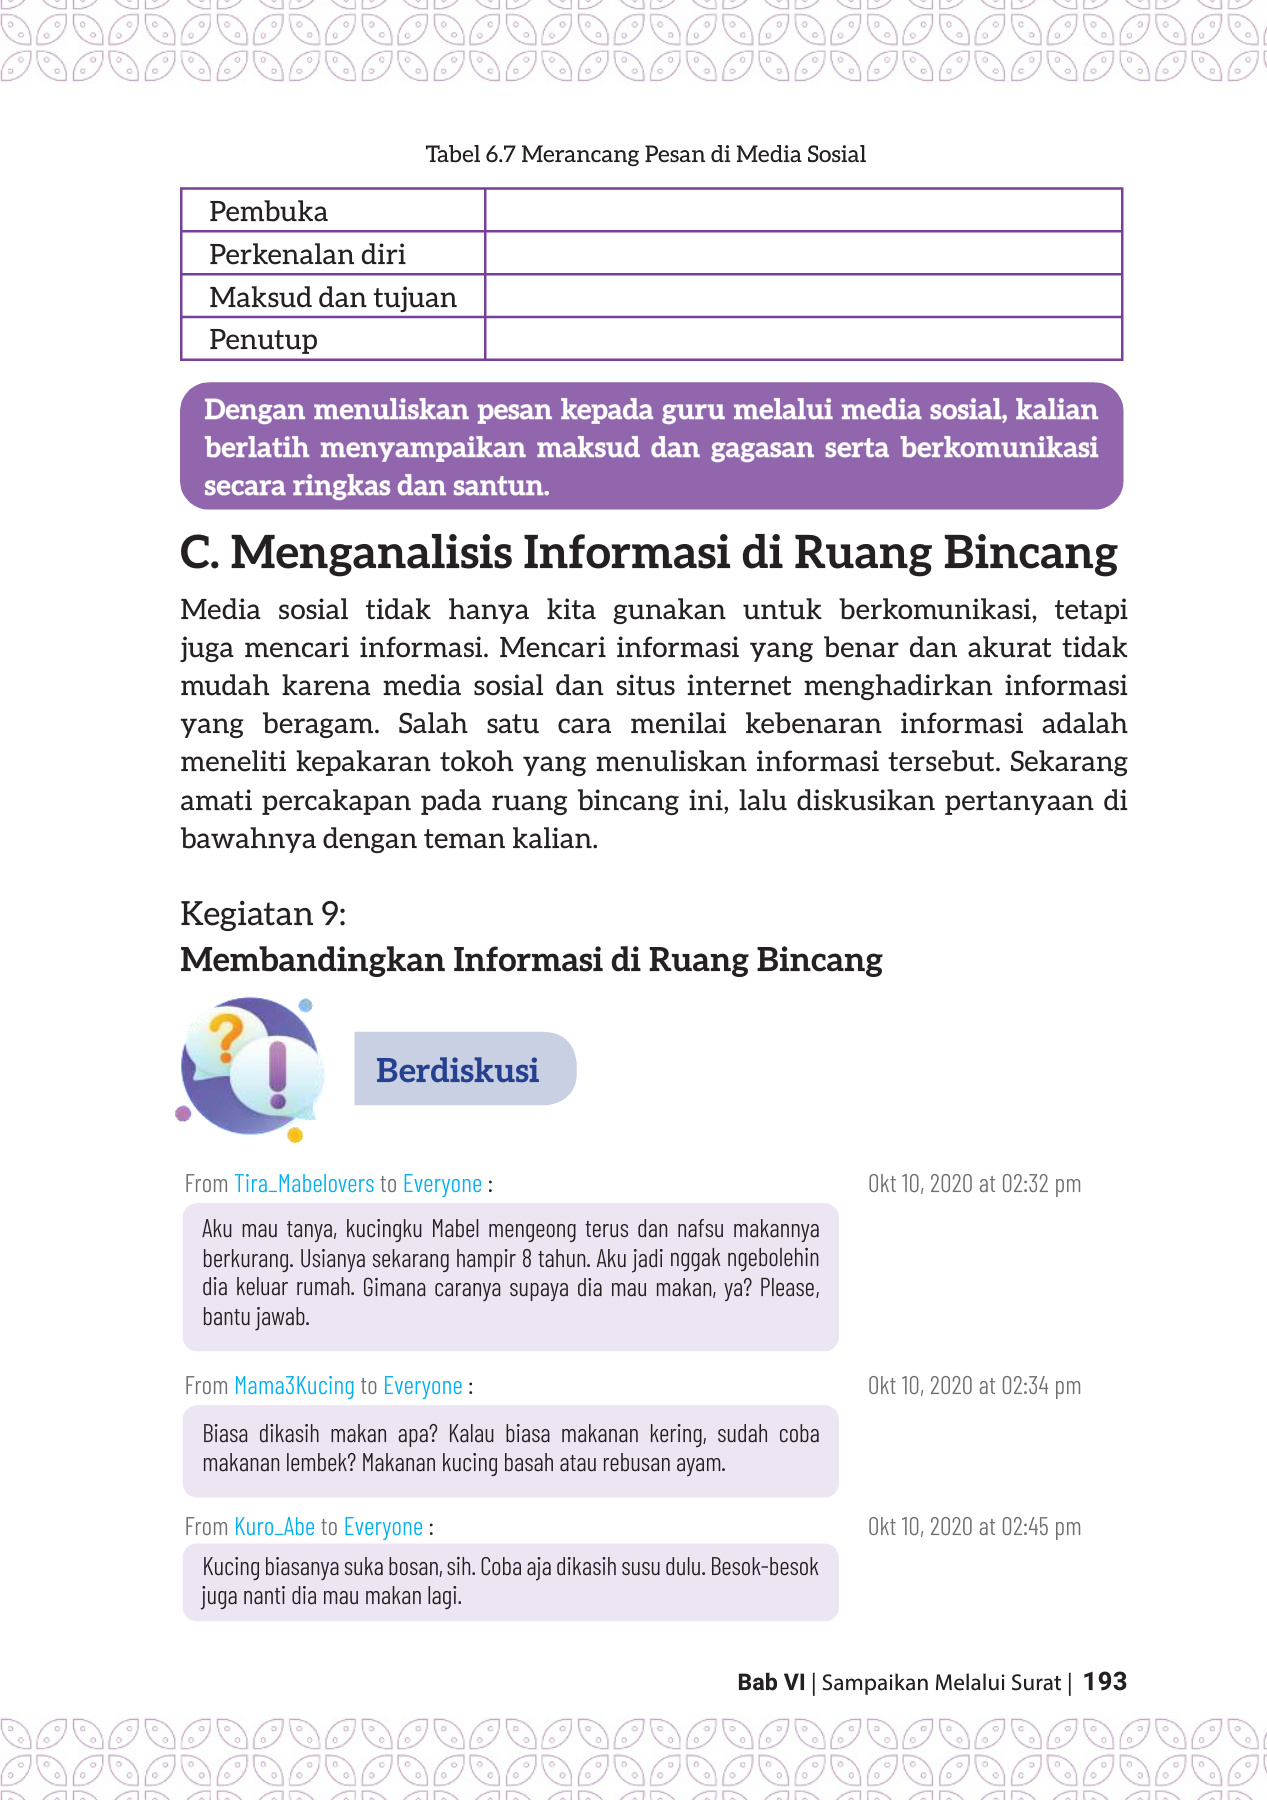 Tabel 6.7 Merancang Pesan di Media Sosial
Pembuka
Perkenalan diri
Maksud dan tujuan
Penutup
Dengan menuliskan pesan kepada guru melalui media sosial, kalian
berlatih menyampaikan maksud dan gagasan serta berkomunikasi
secara ringkas dan santun.
C. Menganalisis Informasi di Ruang Bincang
Media sosial tidak hanya kita gunakan untuk berkomunikasi, tetapi
juga mencari informasi. Mencari informasi yang benar dan akurat tidak
mudah karena media sosial dan situs internet menghadirkan informasi
yang beragam. Salah satu cara menilai kebenaran informasi adalah
meneliti kepakaran tokoh yang menuliskan informasi tersebut. Sekarang
amati percakapan pada ruang bincang ini, lalu diskusikan pertanyaan di
bawahnya dengan teman kalian.
Kegiatan 9:
Membandingkan Informasi di Ruang Bincang
? !
Berdiskusi
From Tira_Mabelovers to Everyone : Okt 10, 2020 at 02:32 pm
Aku mau tanya, kucingku Mabel mengeong terus dan nafsu makannya
berkurang. Usianya sekarang hampir 8 tahun. Aku jadi nggak ngebolehin
dia keluar rumah. Gimana caranya supaya dia mau makan, ya? Please,
bantu jawab.
From Mama3Kucing to Everyone : Okt 10, 2020 at 02:34 pm
Biasa dikasih makan apa? Kalau biasa makanan kering, sudah coba
makanan lembek? Makanan kucing basah atau rebusan ayam.
From Kuro_Abe to Everyone : Okt 10, 2020 at 02:45 pm
Kucing biasanya suka bosan, sih. Coba aja dikasih susu dulu. Besok-besok
juga nanti dia mau makan lagi.
Bab VI | Sampaikan Melalui Surat | 193